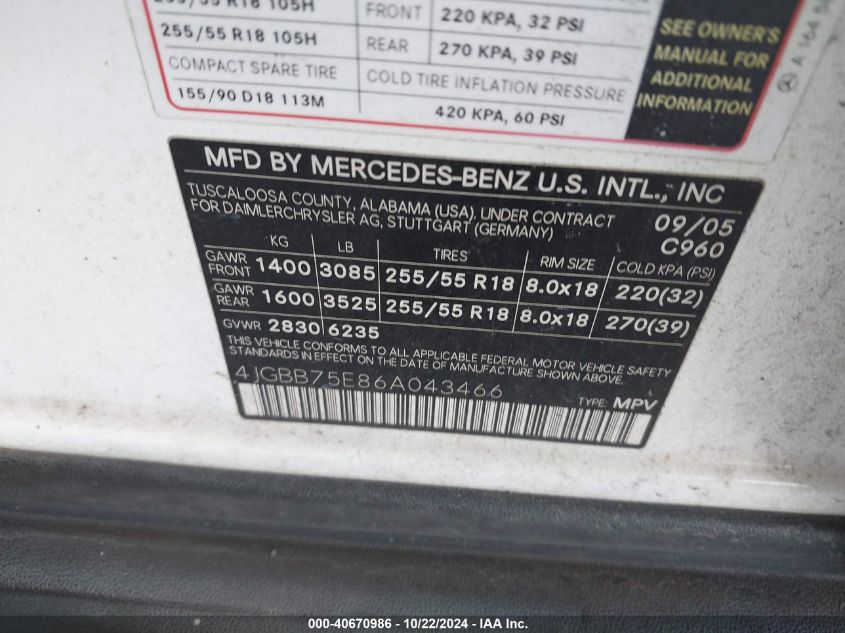 255/55 R18 105H FRONT 220 KPA, 32 PSI
255/55 R18 105H REAR 270 KPA, 39 PSI
COMPACT SPARE TIRE COLD TIRE INFLATION PRESSURE
155/90 D18 113M 420 KPA, 60 PSI
SEE OWNER'S
MANUAL FOR
ADDITIONAL
INFORMATION
A 164
MFD BY MERCEDES-BENZ U.S. INTL., INC
TUSCALOOSA COUNTY, ALABAMA (USA). UNDER CONTRACT
FOR DAIMLERCHRYSLER AG, STUTTGART (GERMANY)
09/05
C960
KG LB TIRES RIM SIZE COLD KPA (PSI)
GAWR FRONT 1400 3085 255/55 R18 8.0x18 220(32)
GAWR REAR 1600 3525 255/55 R18 8.0x18 270(39)
GVWR 2830 6235
THIS VEHICLE CONFORMS TO ALL APPLICABLE FEDERAL MOTOR VEHICLE SAFETY
STANDARDS IN EFFECT ON THE DATE OF MANUFACTURE SHOWN ABOVE.
4JGBB75E86A043466
TYPE: MPV
000-40670986 - 10/22/2024 - IAA Inc.